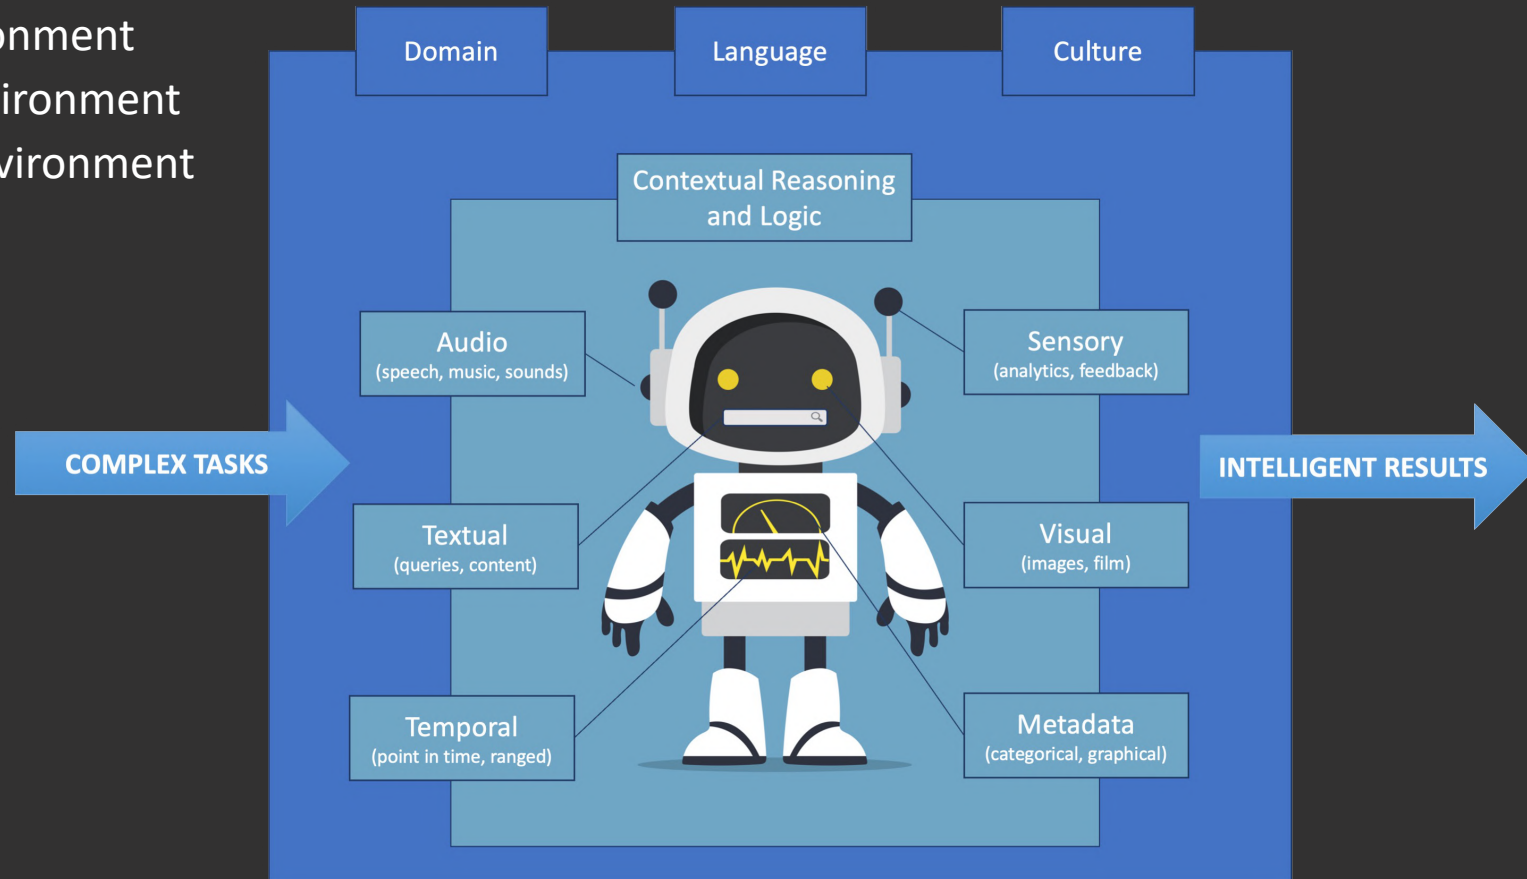 onment
ironment
vironment
Domain
Language
Culture
Contextual Reasoning
and Logic
Audio
(speech, music, sounds)
Sensory
(analytics, feedback)
COMPLEX TASKS
INTELLIGENT RESULTS
Textual
(queries, content)
Visual
(images, film)
Temporal
(point in time, ranged)
Metadata
(categorical, graphical)